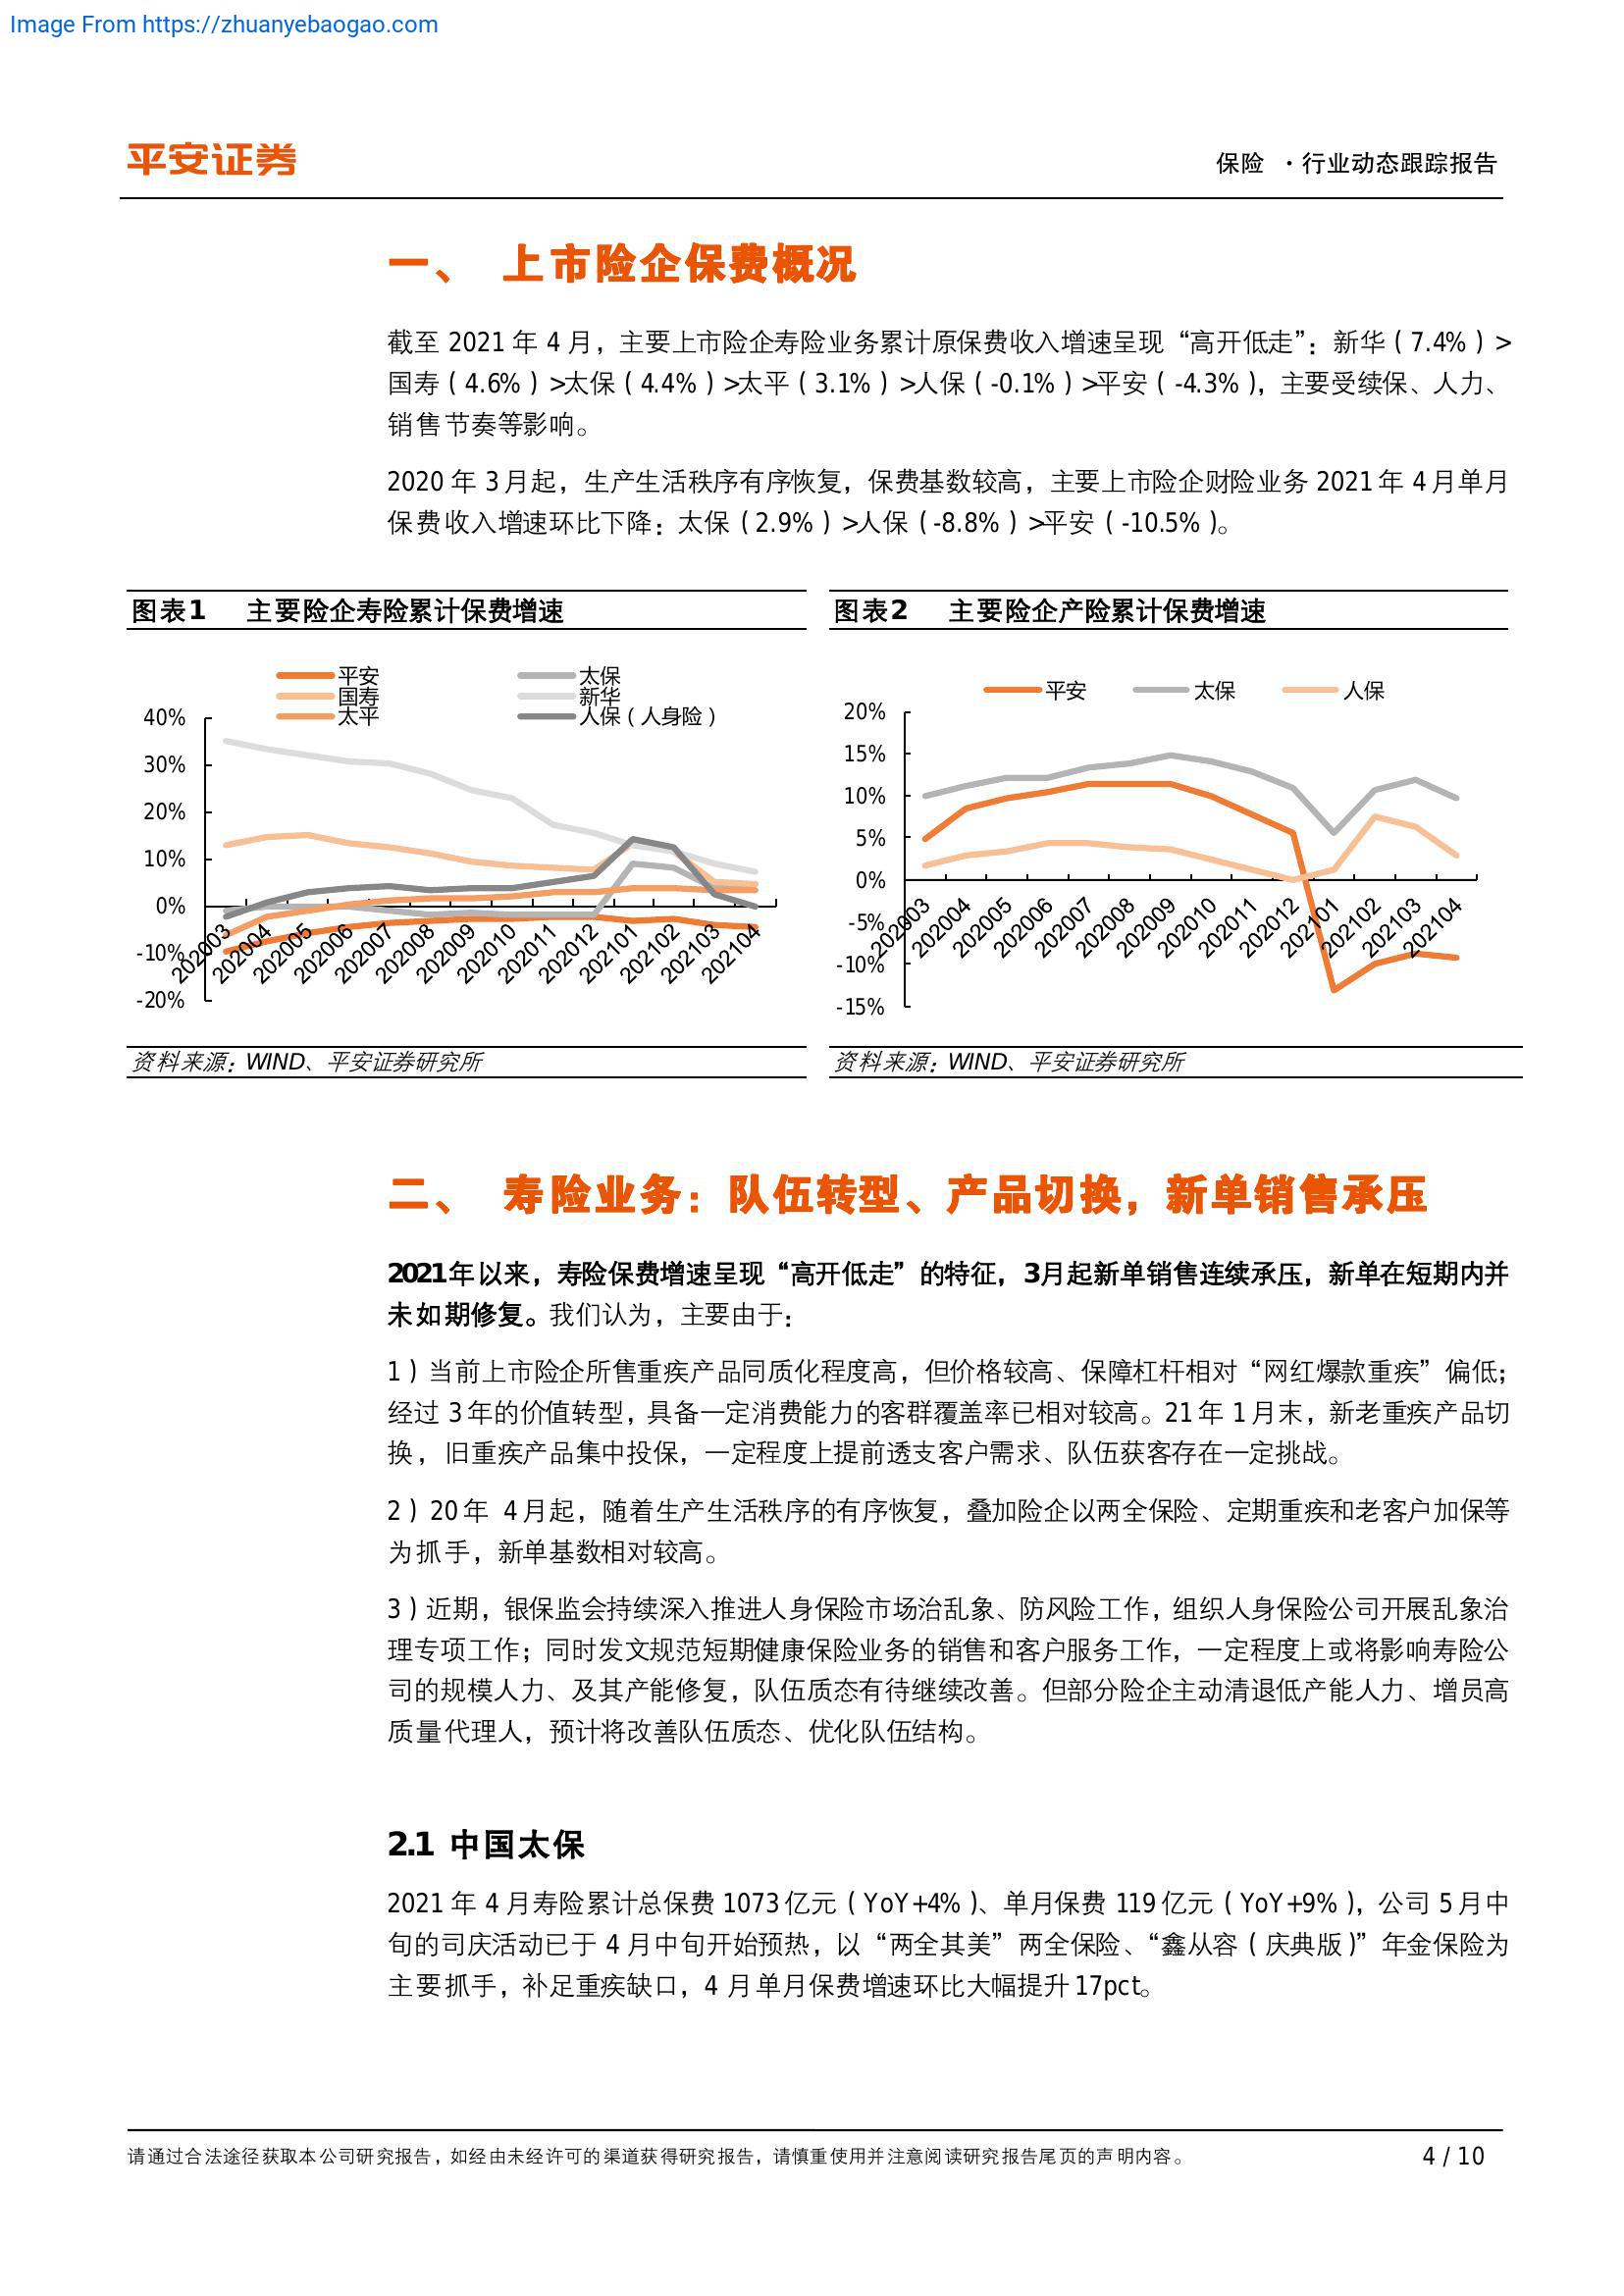 Image From https://zhuanyebaogao.com
平安证券
保险 ·行业动态跟踪报告
一、 上市险企保费概况
截至 2021 年 4 月，主要上市险企寿险业务累计原保费收入增速呈现“高开低走”：新华（7.4%）>
国寿（4.6%）>太保（4.4%）>太平（3.1%）>人保（-0.1%）>平安（-4.3%），主要受续保、人力、
销售节奏等影响。
2020 年 3 月起，生产生活秩序有序恢复，保费基数较高，主要上市险企财险业务 2021 年 4 月单月
保费收入增速环比下降：太保（2.9%）>人保（-8.8%）>平安（-10.5%）。
图表1 主要险企寿险累计保费增速
平安 太保
国寿 新华
太平 人保（人身险）
40%
30%
20%
10%
0%
-10%
-20%
202003 202004 202005 202006 202007 202008 202009 202010 202011 202012 202101 202102 202103 202104
资料来源：WIND、平安证券研究所
图表2 主要险企产险累计保费增速
平安 太保 人保
20%
15%
10%
5%
0%
-5%
-10%
-15%
202003 202004 202005 202006 202007 202008 202009 202010 202011 202012 202101 202102 202103 202104
资料来源：WIND、平安证券研究所
二、 寿险业务：队伍转型、产品切换，新单销售承压
2021年以来，寿险保费增速呈现“高开低走”的特征，3月起新单销售连续承压，新单在短期内并
未如期修复。我们认为，主要由于：
1）当前上市险企所售重疾产品同质化程度高，但价格较高、保障杠杆相对“网红爆款重疾”偏低；
经过 3 年的价值转型，具备一定消费能力的客群覆盖率已相对较高。21 年 1 月末，新老重疾产品切
换，旧重疾产品集中投保，一定程度上提前透支客户需求、队伍获客存在一定挑战。
2）20 年 4 月起，随着生产生活秩序的有序恢复，叠加险企以两全保险、定期重疾和老客户加保等
为抓手，新单基数相对较高。
3）近期，银保监会持续深入推进人身保险市场治乱象、防风险工作，组织人身保险公司开展乱象治
理专项工作；同时发文规范短期健康保险业务的销售和客户服务工作，一定程度上或将影响寿险公
司的规模人力、及其产能修复，队伍质态有待继续改善。但部分险企主动清退低产能人力、增员高
质量代理人，预计将改善队伍质态、优化队伍结构。
2.1 中国太保
2021 年 4 月寿险累计总保费 1073 亿元（YoY+4%）、单月保费 119 亿元（YoY+9%），公司 5 月中
旬的司庆活动已于 4 月中旬开始预热，以“两全其美”两全保险、“鑫从容（庆典版）”年金保险为
主要抓手，补足重疾缺口，4 月单月保费增速环比大幅提升 17pct。
请通过合法途径获取本公司研究报告，如经由未经许可的渠道获得研究报告，请慎重使用并注意阅读研究报告尾页的声明内容。
4 / 10